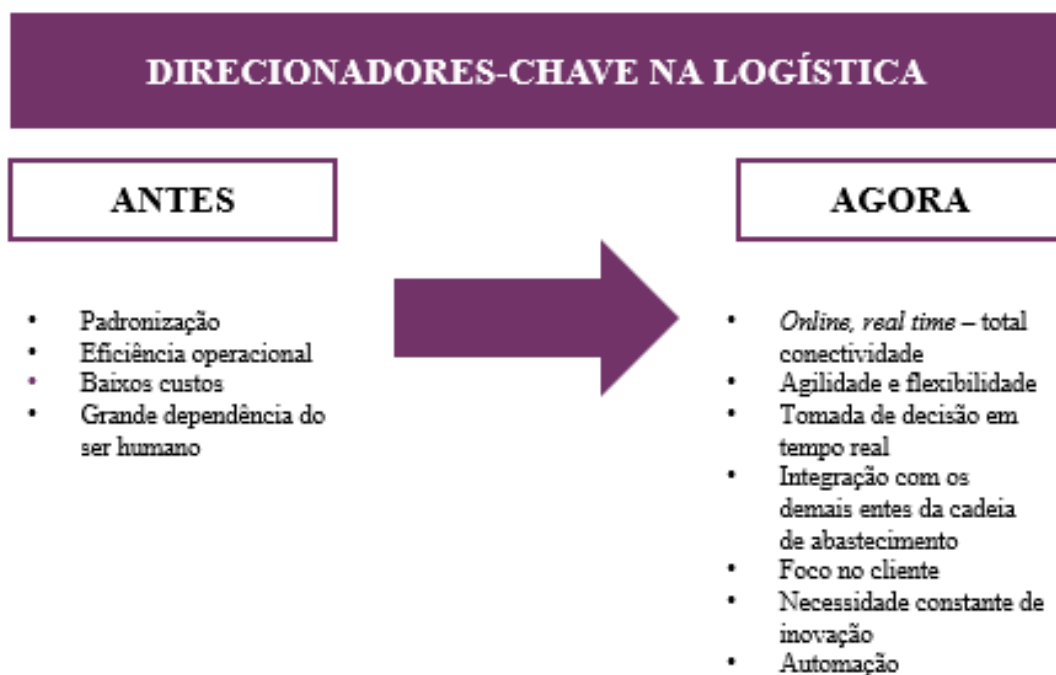 DIRECIONADORES-CHAVE NA LOGÍSTICA
ANTES
• Padronização
• Eficiência operacional
• Baixos custos
• Grande dependência do
ser humano
AGORA
• Online, real time – total
conectividade
• Agilidade e flexibilidade
• Tomada de decisão em
tempo real
• Integração com os
demais entes da cadeia
de abastecimento
• Foco no cliente
• Necessidade constante de
inovação
• Automação